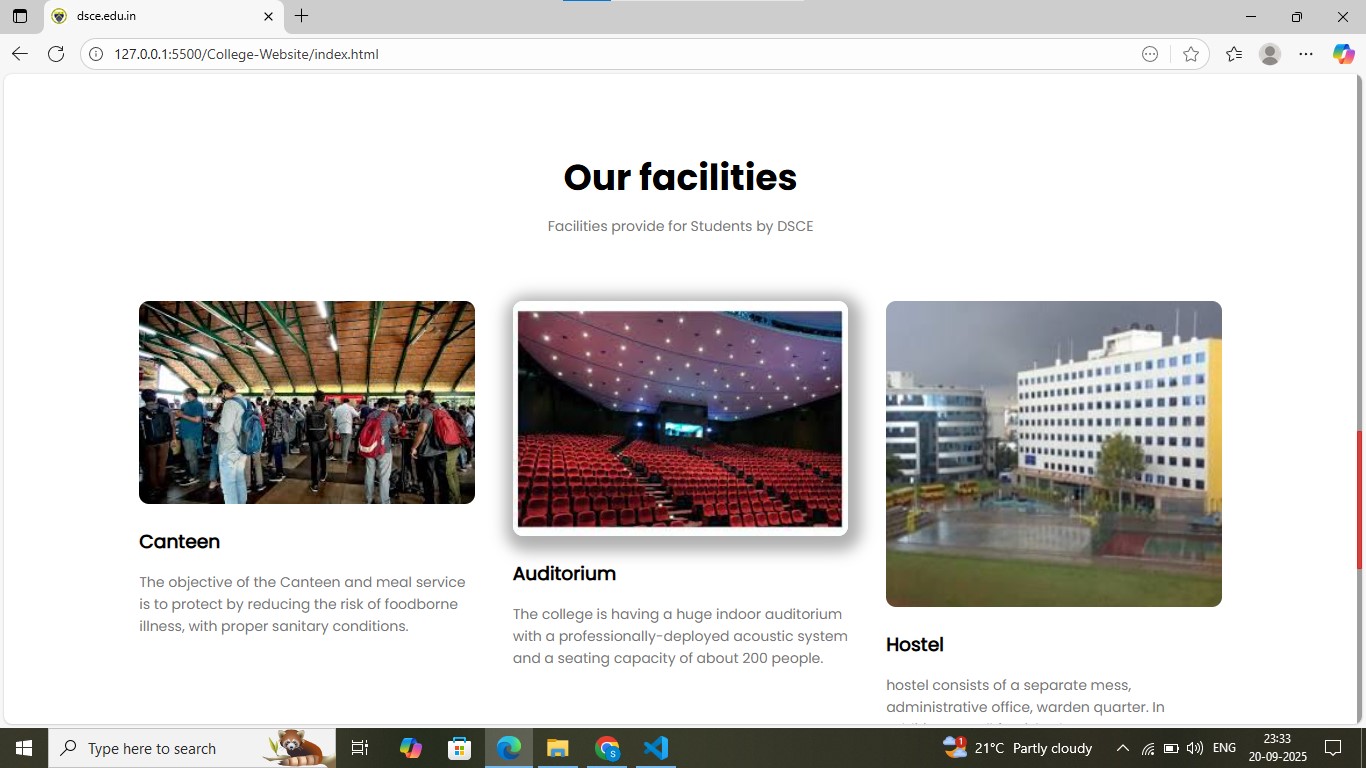 dsce.edu.in
127.0.0.1:5500/College-Website/index.html
Our facilities
Facilities provide for Students by DSCE
Canteen
The objective of the Canteen and meal service
is to protect by reducing the risk of foodborne
illness, with proper sanitary conditions.
Auditorium
The college is having a huge indoor auditorium
with a professionally-deployed acoustic system
and a seating capacity of about 200 people.
Hostel
hostel consists of a separate mess,
administrative office, warden quarter. In
Type here to search
1
21°C Partly cloudy
ENG
23:33
20-09-2025